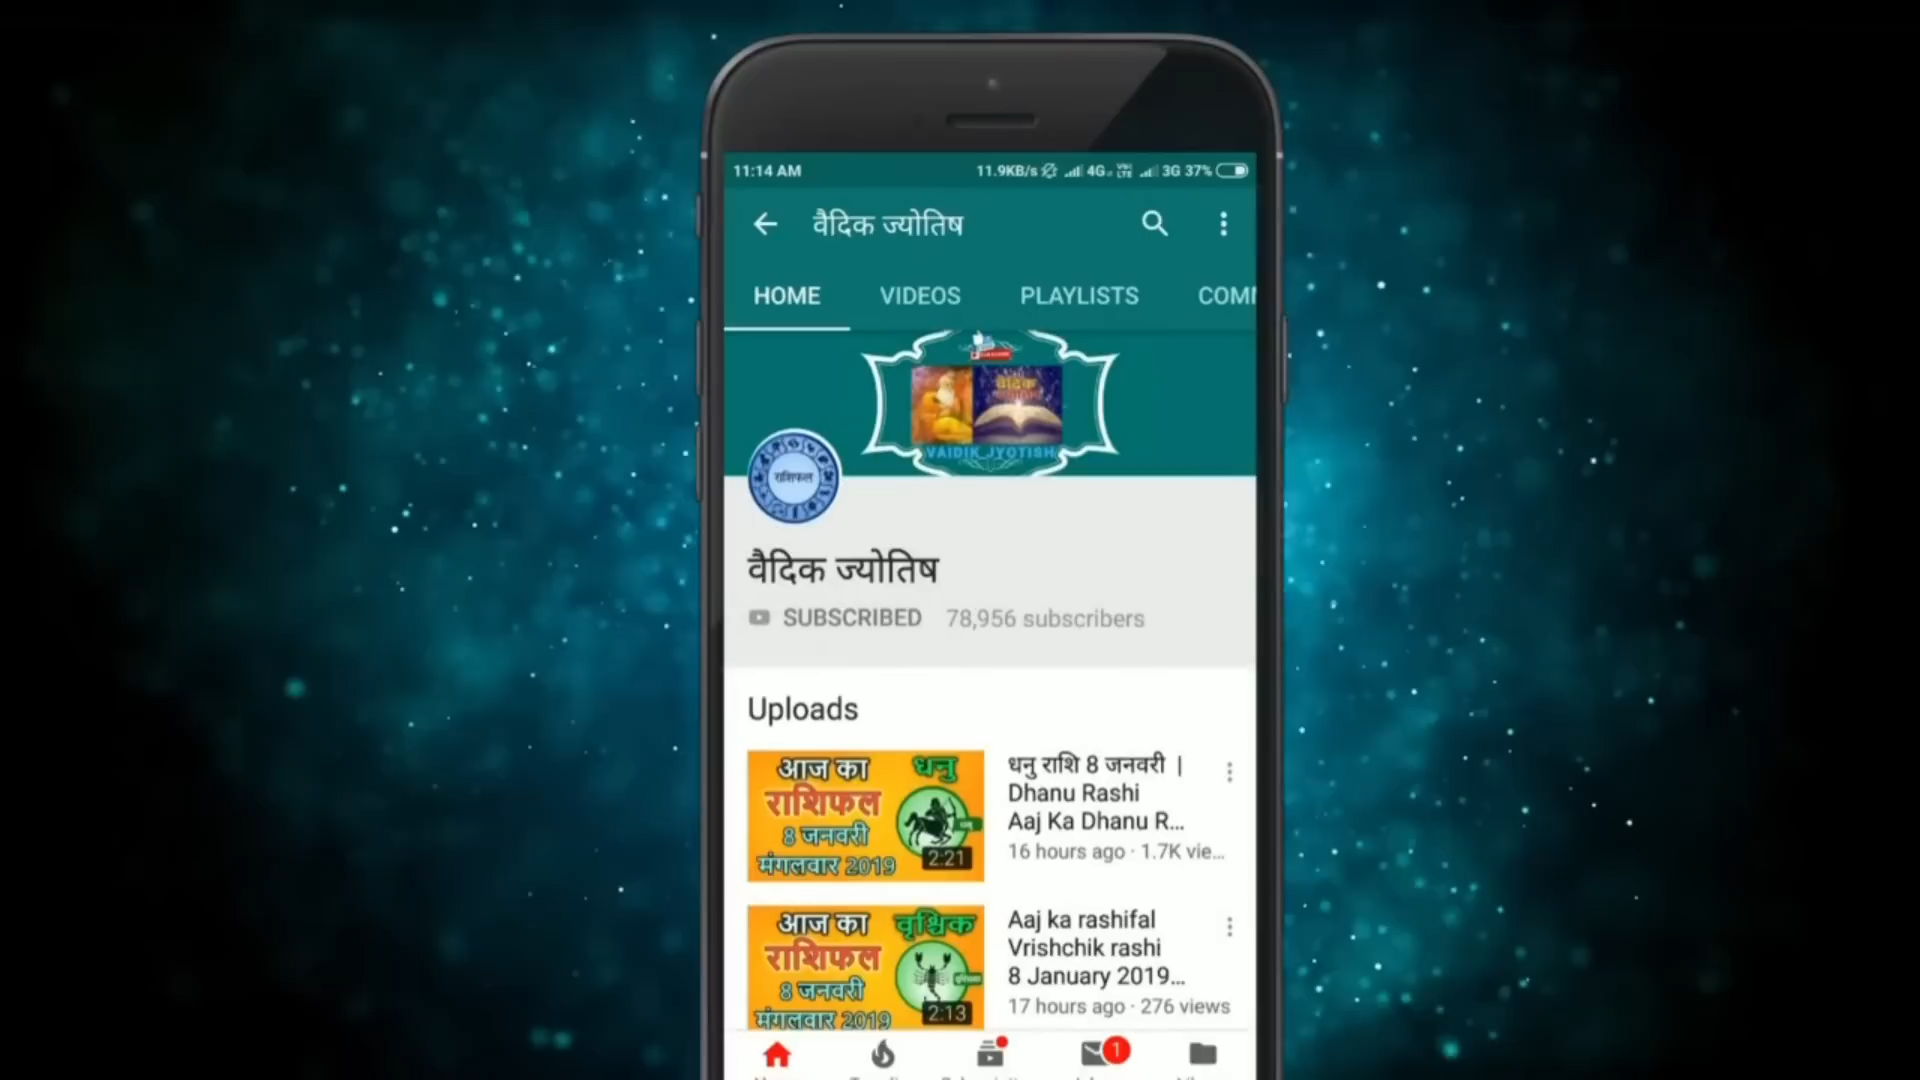 11:14 AM 11.9KB/s 4G VoLTE 3G 37%
वैदिक ज्योतिष
HOME VIDEOS PLAYLISTS COMM
वैदिक
VAIDIK JYOTISH
राशिफल
वैदिक ज्योतिष
SUBSCRIBED 78,956 subscribers
Uploads
आज का धनु
राशिफल
8 जनवरी
मंगलवार 2019
2:21
धनु राशि 8 जनवरी |
Dhanu Rashi
Aaj Ka Dhanu R...
16 hours ago · 1.7K vie...
आज का वृश्चिक
राशिफल
8 जनवरी
मंगलवार 2019
2:13
Aaj ka rashifal
Vrishchik rashi
8 January 2019...
17 hours ago · 276 views
1